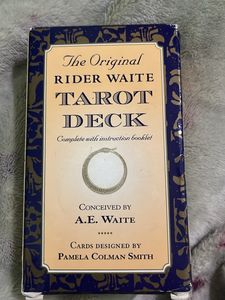 The Original
RIDER WAITE
TAROT
DECK
Complete with instruction booklet
CONCEIVED BY
A.E. WAITE
★★★★★
CARDS DESIGNED BY
PAMELA COLMAN SMITH